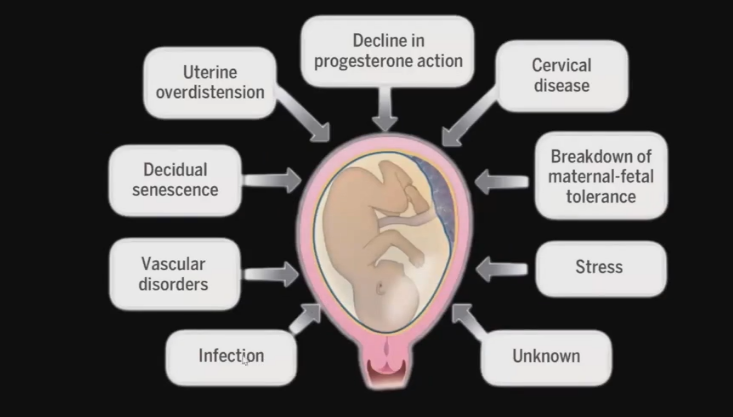 Decline in
progesterone action
Uterine
overdistension
Cervical
disease
Decidual
senescence
Breakdown of
maternal-fetal
tolerance
Vascular
disorders
Stress
Infection
Unknown